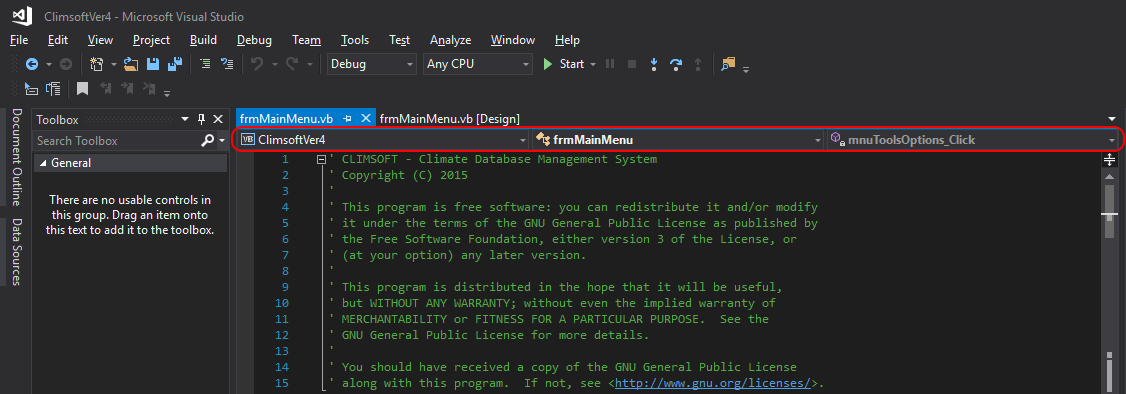 ClimsoftVer4 - Microsoft Visual Studio
File Edit View Project Build Debug Team Tools Test Analyze Window Help
Debug Any CPU Start
Document Outline
Data Sources
Toolbox
Search Toolbox
General
There are no usable controls in
this group. Drag an item onto
this text to add it to the toolbox.
frmMainMenu.vb frmMainMenu.vb [Design]
VB ClimsoftVer4 frmMainMenu mnuToolsOptions_Click
1 ' CLIMSOFT - Climate Database Management System
2 ' Copyright (C) 2015
3 '
4 ' This program is free software: you can redistribute it and/or modify
5 ' it under the terms of the GNU General Public License as published by
6 ' the Free Software Foundation, either version 3 of the License, or
7 ' (at your option) any later version.
8 '
9 ' This program is distributed in the hope that it will be useful,
10 ' but WITHOUT ANY WARRANTY; without even the implied warranty of
11 ' MERCHANTABILITY or FITNESS FOR A PARTICULAR PURPOSE.  See the
12 ' GNU General Public License for more details.
13 '
14 ' You should have received a copy of the GNU General Public License
15 ' along with this program.  If not, see <http://www.gnu.org/licenses/>.